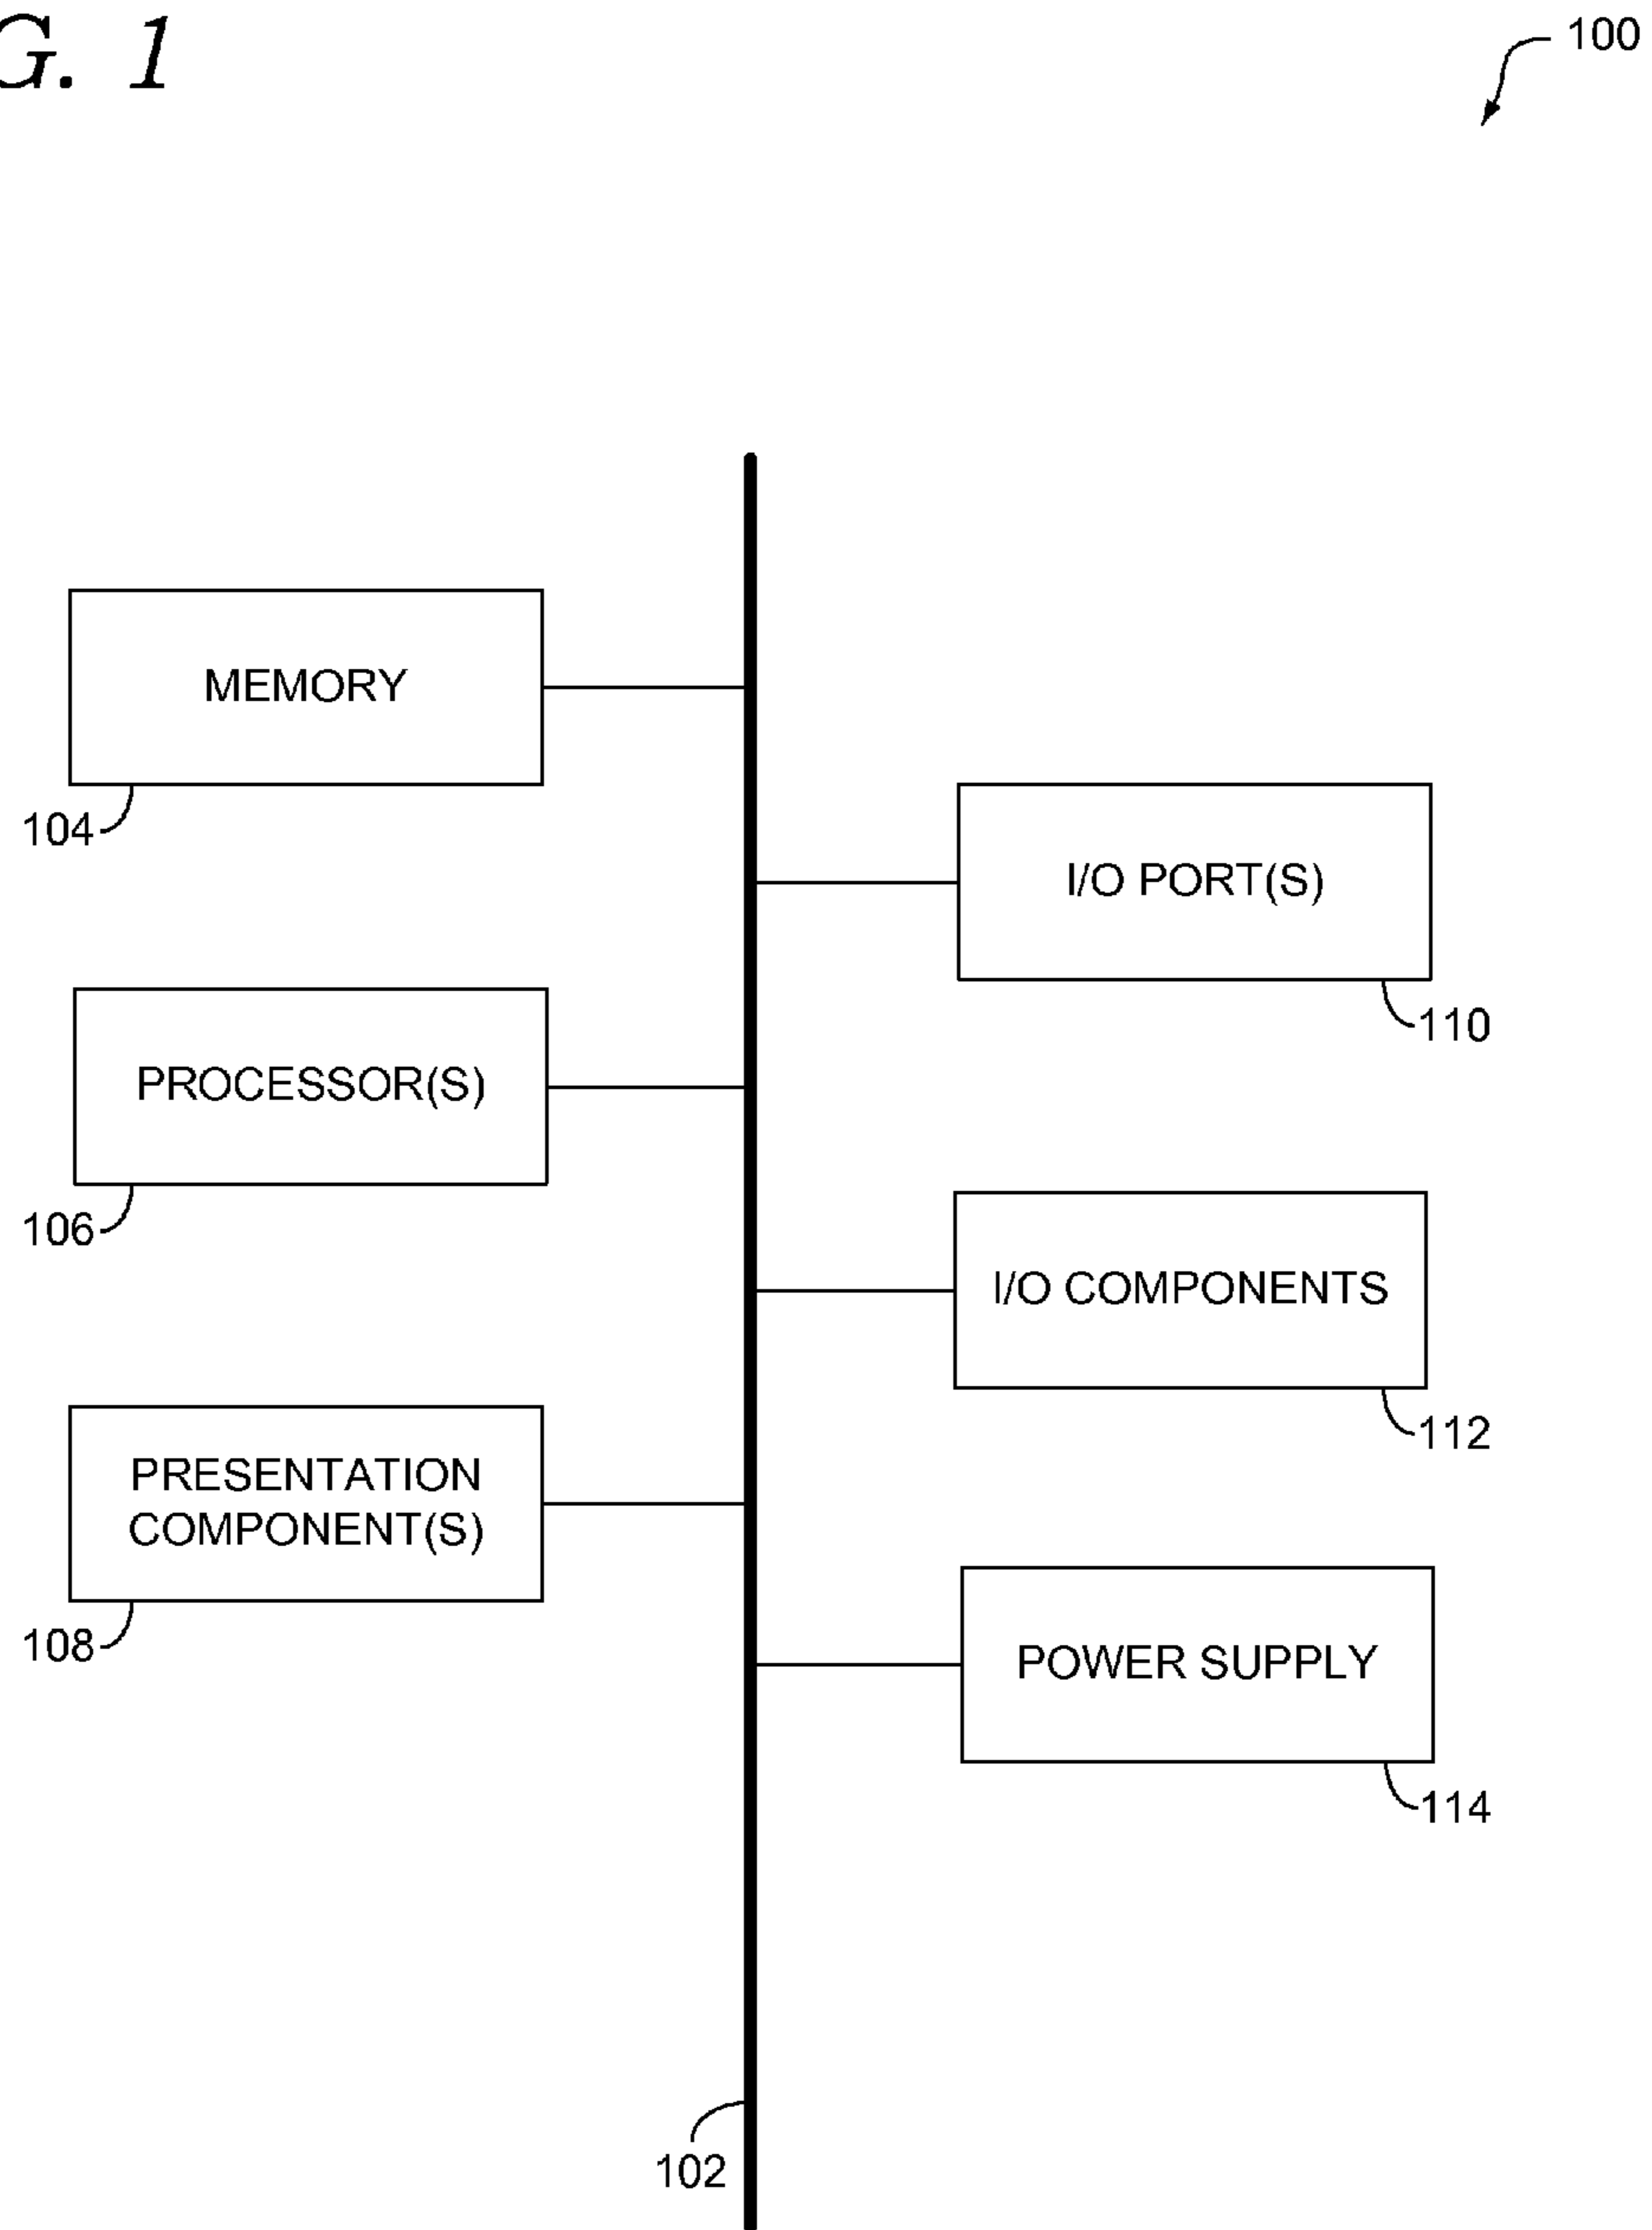 G. 1
100
MEMORY
104
I/O PORT(S)
110
PROCESSOR(S)
106
I/O COMPONENTS
112
PRESENTATION
COMPONENT(S)
108
POWER SUPPLY
114
102